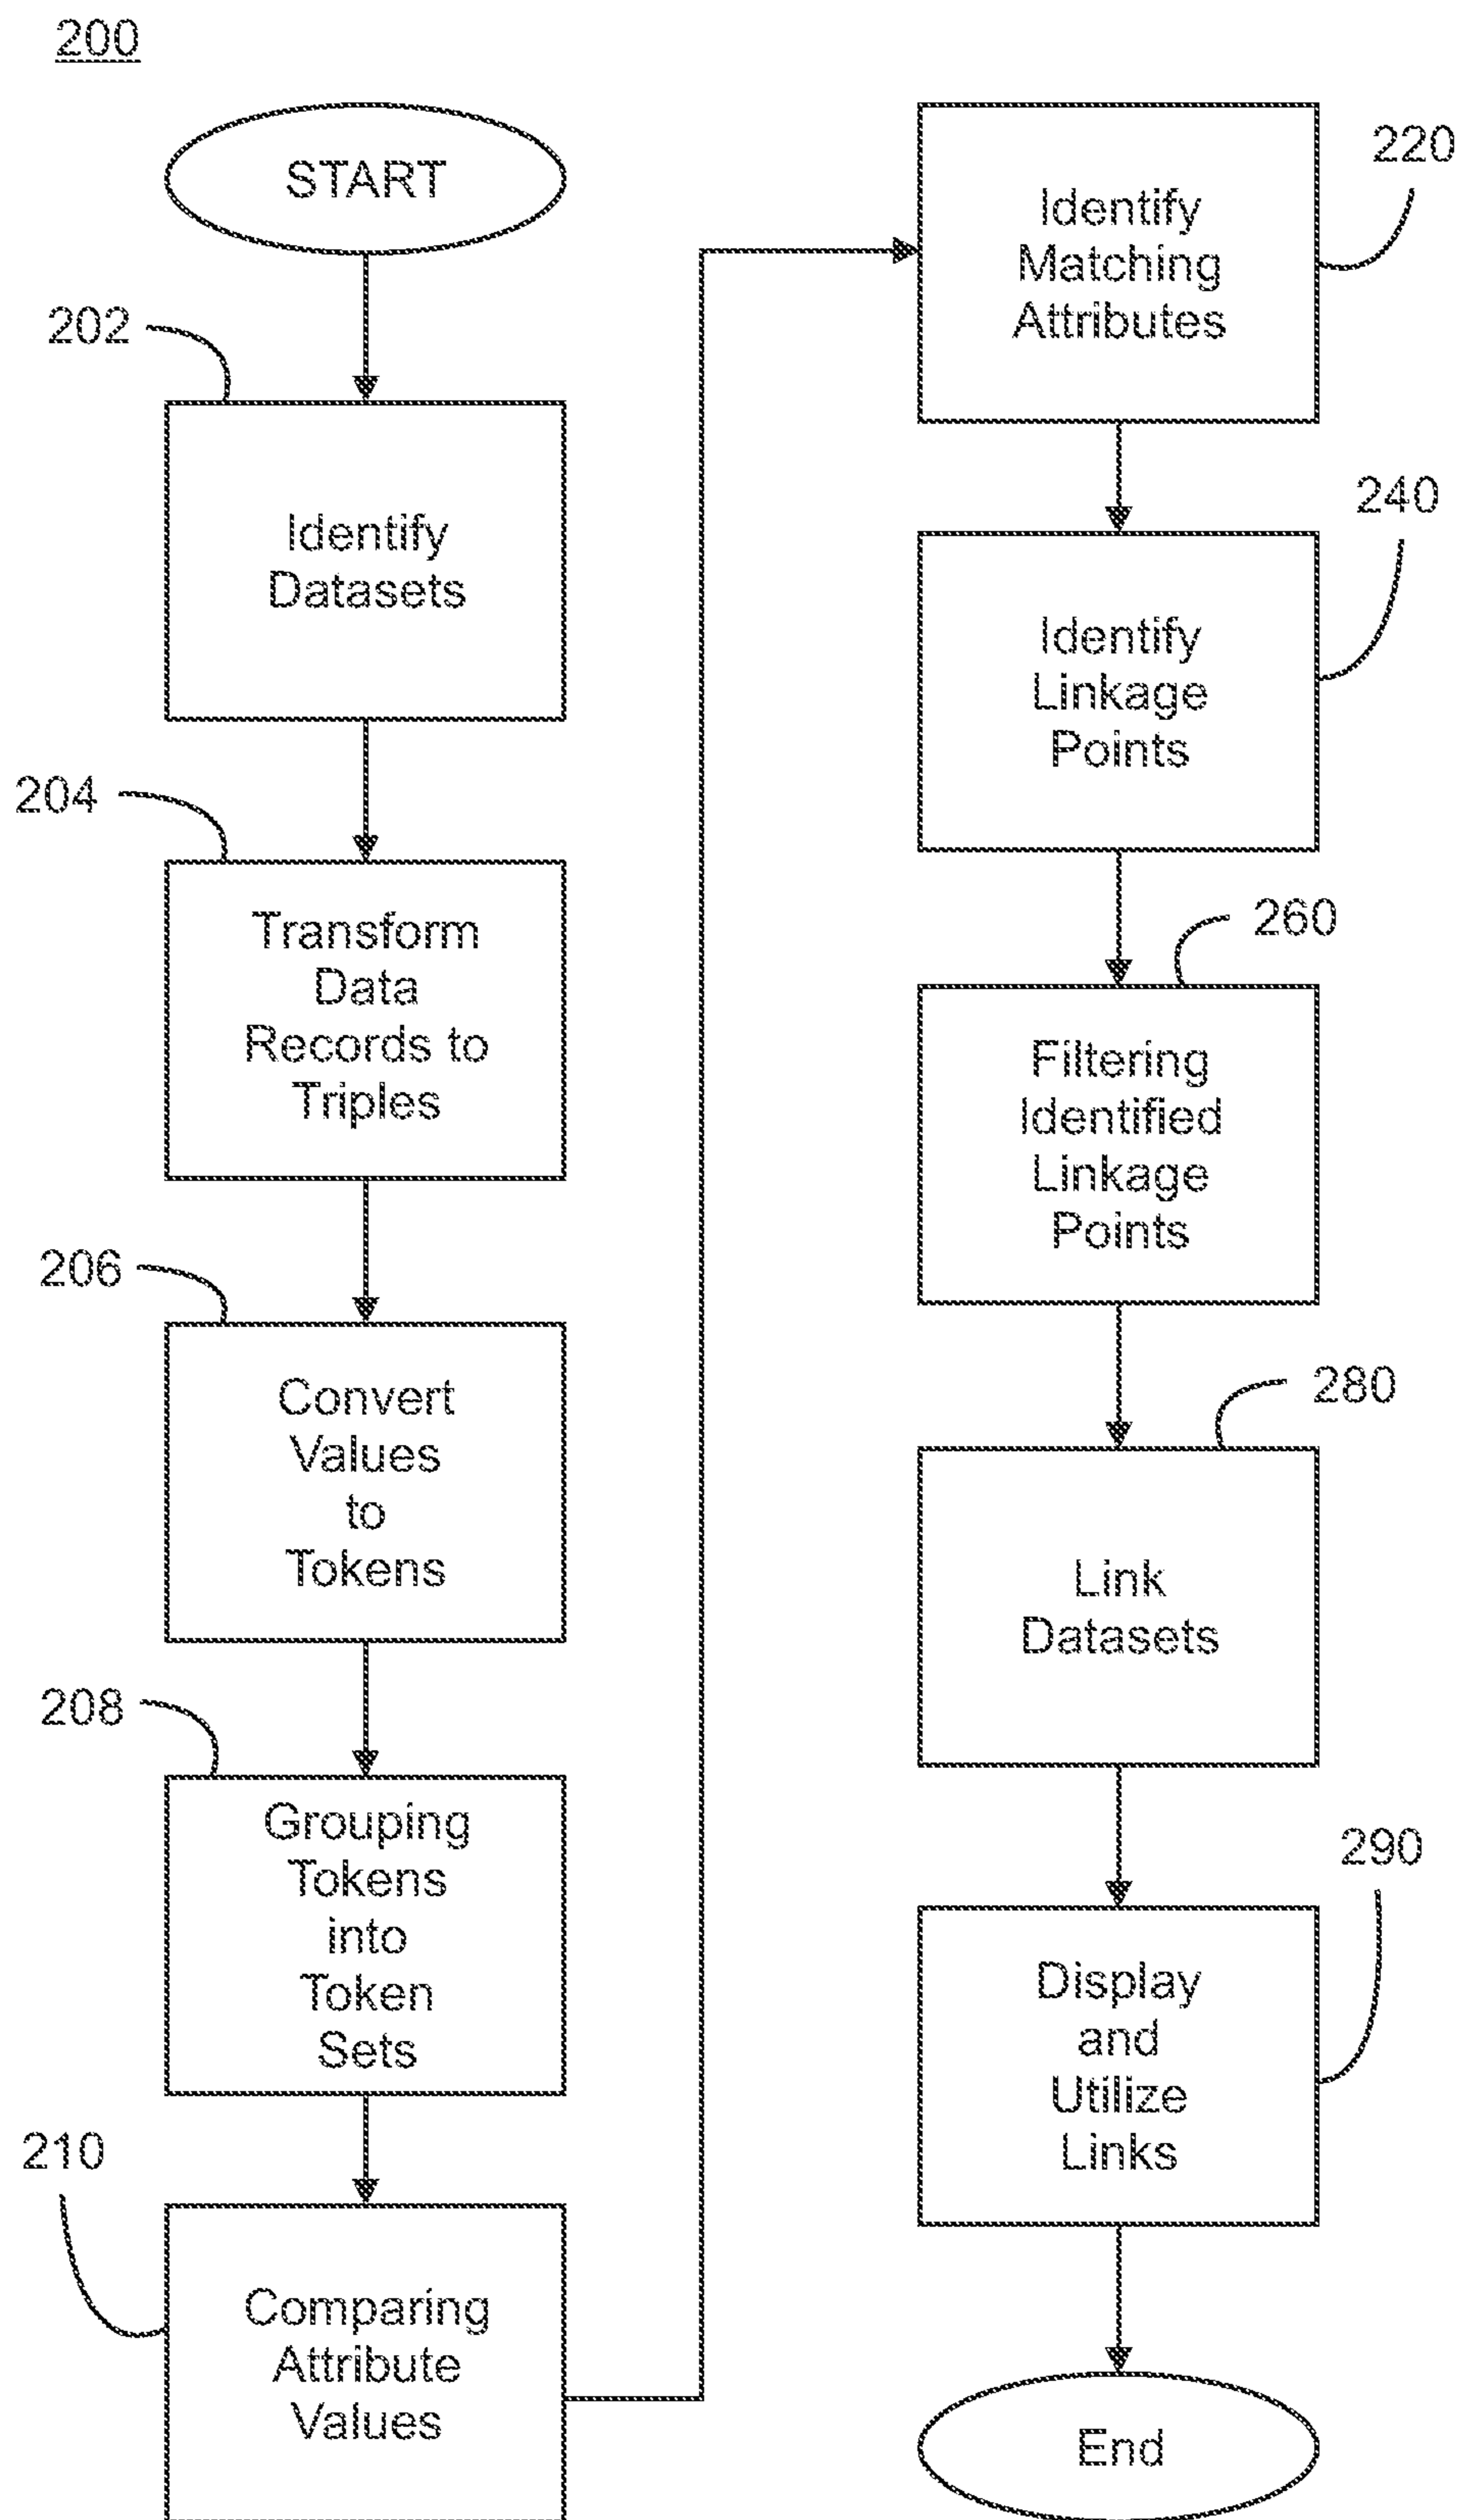 200
START
202
Identify
Datasets
204
Transform
Data
Records to
Triples
206
Convert
Values
to
Tokens
208
Grouping
Tokens
into
Token
Sets
210
Comparing
Attribute
Values
220
Identify
Matching
Attributes
240
Identify
Linkage
Points
260
Filtering
Identified
Linkage
Points
280
Link
Datasets
290
Display
and
Utilize
Links
End